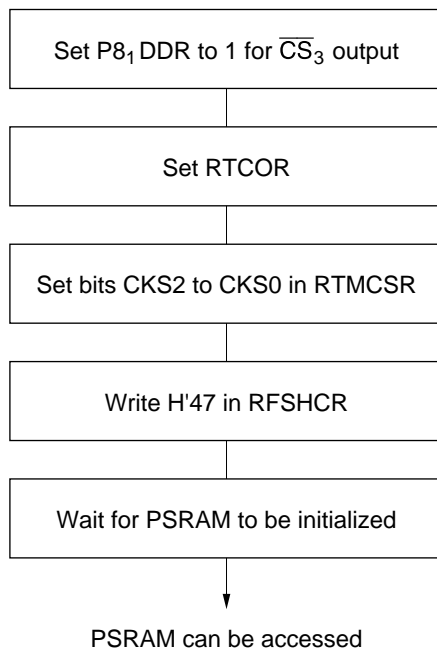 Set P8₁ DDR to 1 for C̅S̅₃ output
Set RTCOR
Set bits CKS2 to CKS0 in RTMCSR
Write H'47 in RFSHCR
Wait for PSRAM to be initialized
PSRAM can be accessed